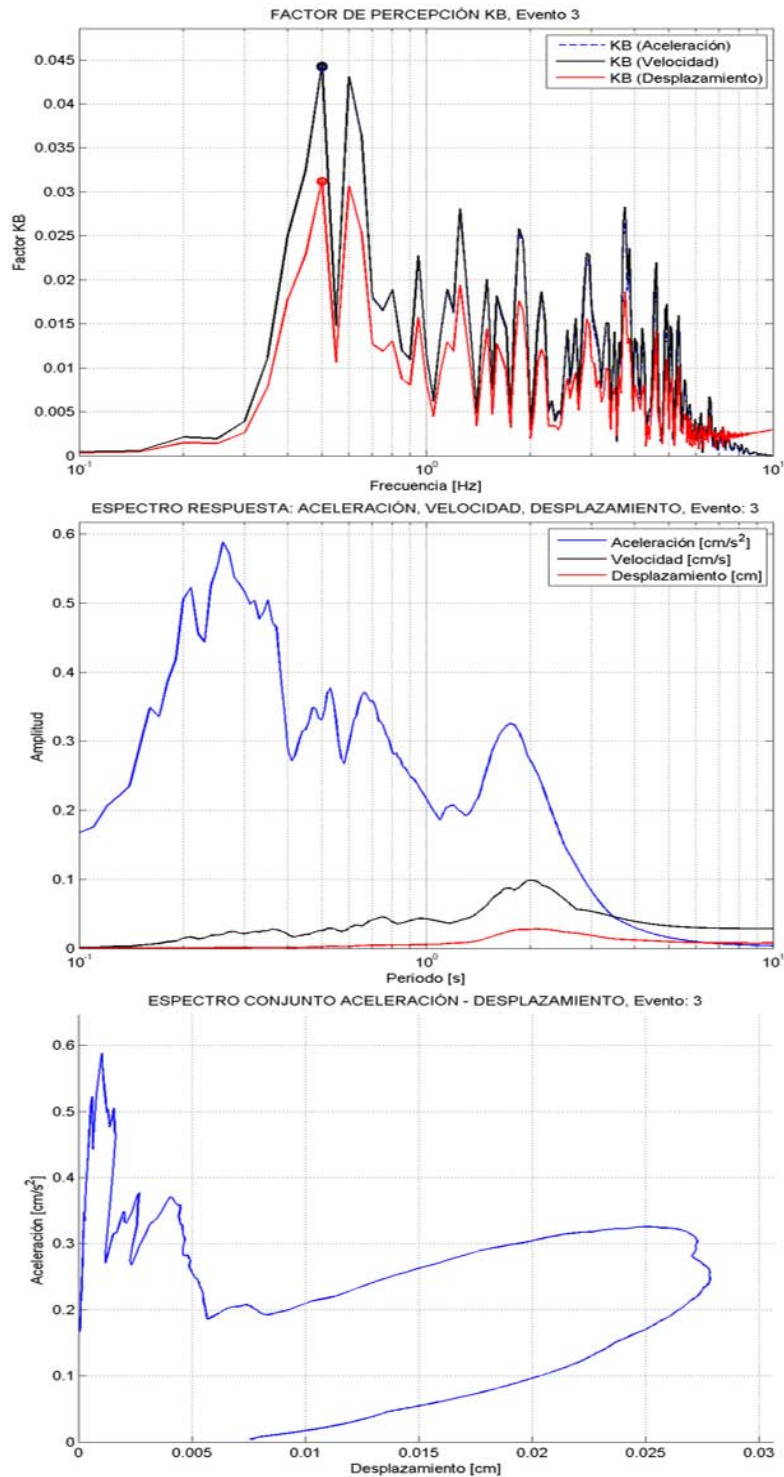 FACTOR DE PERCEPCIÓN KB, Evento 3
KB (Aceleración)
KB (Velocidad)
KB (Desplazamiento)
0.045
0.04
0.035
0.03
0.025
0.02
0.015
0.01
0.005
0
Factor KB
10⁻¹ 10⁰ 10¹
Frecuencia [Hz]
ESPECTRO RESPUESTA: ACELERACIÓN, VELOCIDAD, DESPLAZAMIENTO, Evento: 3
Aceleración [cm/s²]
Velocidad [cm/s]
Desplazamiento [cm]
0.6
0.5
0.4
0.3
0.2
0.1
0
Amplitud
10⁻¹ 10⁰ 10¹
Periodo [s]
ESPECTRO CONJUNTO ACELERACIÓN - DESPLAZAMIENTO, Evento: 3
0.6
0.5
0.4
0.3
0.2
0.1
0
Aceleración [cm/s²]
0 0.005 0.01 0.015 0.02 0.025 0.03
Desplazamiento [cm]